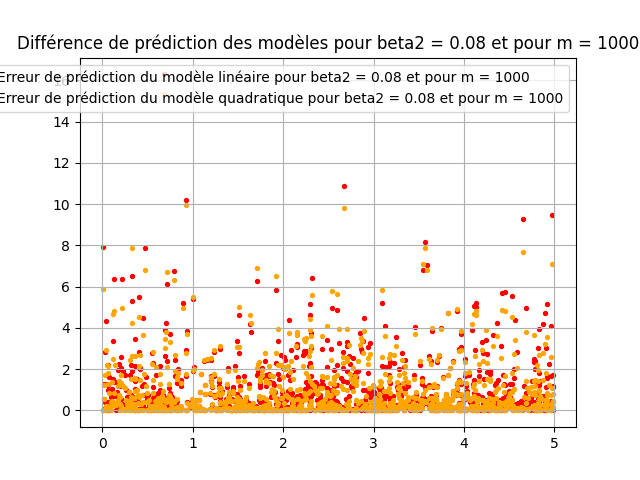 Différence de prédiction des modèles pour beta2 = 0.08 et pour m = 1000
Erreur de prédiction du modèle linéaire pour beta2 = 0.08 et pour m = 1000
Erreur de prédiction du modèle quadratique pour beta2 = 0.08 et pour m = 1000
16
14
12
10
8
6
4
2
0
0 1 2 3 4 5